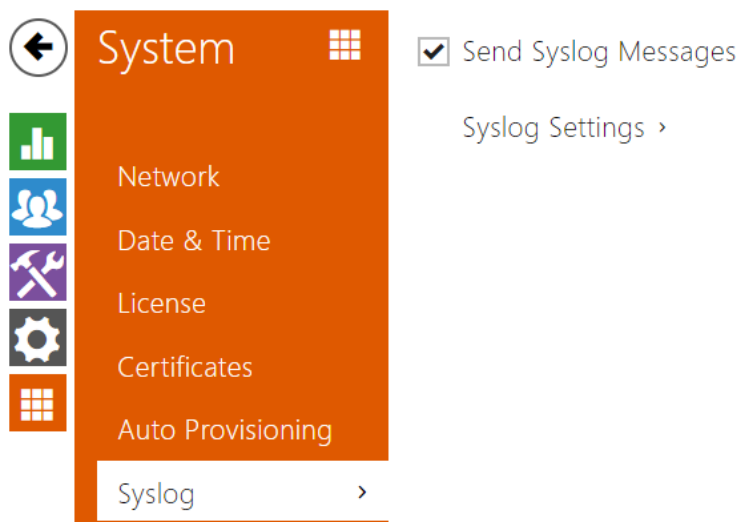 System
Network
Date & Time
License
Certificates
Auto Provisioning
Syslog
Send Syslog Messages
Syslog Settings